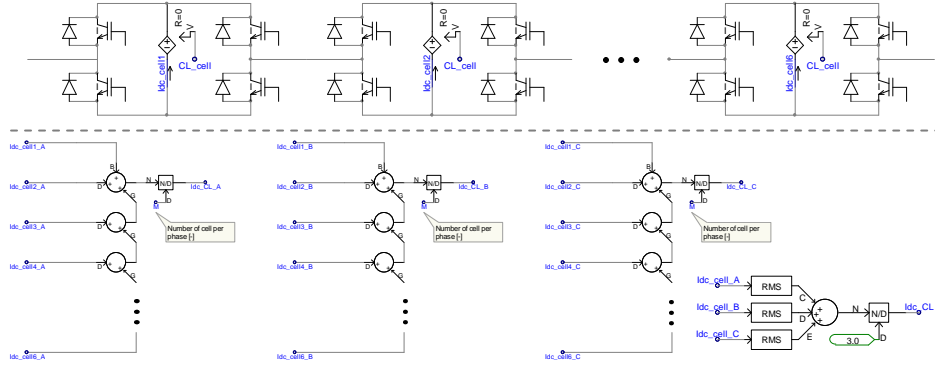 R=0
V
Idc_cell1
CL_cell
R=0
V
Idc_cell2
CL_cell
R=0
V
Idc_cell6
CL_cell
Idc_cell1_A
B
Idc_cell2_A
D
N
N/D
Idc_CL_A
G
D
Idc_cell3_A
D
Number of cell per
phase [-]
G
Idc_cell4_A
D
G
Idc_cell6_A
Idc_cell1_B
B
Idc_cell2_B
D
N
N/D
Idc_CL_B
G
D
Idc_cell3_B
D
Number of cell per
phase [-]
G
Idc_cell4_B
D
G
Idc_cell6_B
Idc_cell1_C
B
Idc_cell2_C
D
N
N/D
Idc_CL_C
G
D
Idc_cell3_C
D
Number of cell per
phase [-]
G
Idc_cell4_C
D
G
Idc_cell6_C
Idc_cell_A
RMS
C
Idc_cell_B
RMS
D
N
N/D
Idc_CL
Idc_cell_C
RMS
E
3.0
D